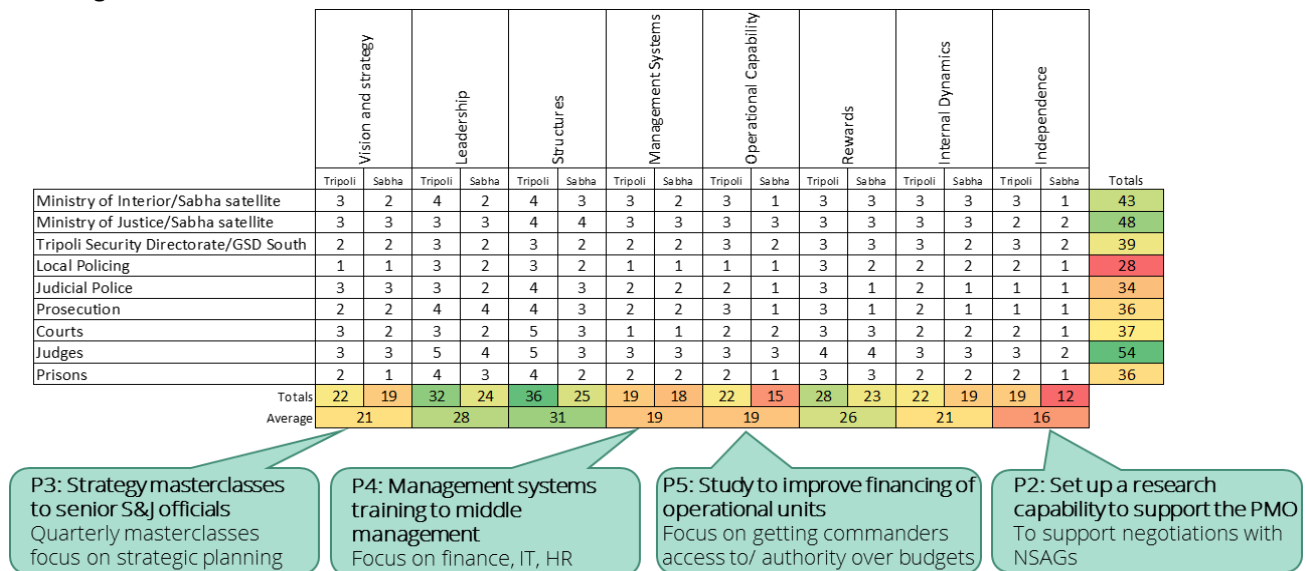 Vision and strategy
Leadership
Structures
Management Systems
Operational Capability
Rewards
Internal Dynamics
Independence
Tripoli Sabha Tripoli Sabha Tripoli Sabha Tripoli Sabha Tripoli Sabha Tripoli Sabha Tripoli Sabha Tripoli Sabha Totals
Ministry of Interior/Sabha satellite 3 2 4 2 4 3 3 2 3 1 3 3 3 3 3 1 43
Ministry of Justice/Sabha satellite 3 3 3 3 4 4 3 3 3 3 3 3 3 3 2 2 48
Tripoli Security Directorate/GSD South 2 2 3 2 3 2 2 2 3 2 3 3 3 2 3 2 39
Local Policing 1 1 3 2 3 2 1 1 1 1 3 2 2 2 2 1 28
Judicial Police 3 3 3 2 4 3 2 2 2 1 3 1 2 1 1 1 34
Prosecution 2 2 4 4 4 3 2 2 3 1 3 1 2 1 1 1 36
Courts 3 2 3 2 5 3 1 1 2 2 3 3 2 2 2 1 37
Judges 3 3 5 4 5 3 3 3 3 3 4 4 3 3 3 2 54
Prisons 2 1 4 3 4 2 2 2 2 1 3 3 2 2 2 1 36
Totals 22 19 32 24 36 25 19 18 22 15 28 23 22 19 19 12
Average 21 28 31 19 19 26 21 16
P3: Strategy masterclasses
to senior S&J officials
Quarterly masterclasses
focus on strategic planning
P4: Management systems
training to middle
management
Focus on finance, IT, HR
P5: Study to improve financing of
operational units
Focus on getting commanders
access to/ authority over budgets
P2: Set up a research
capability to support the PMO
To support negotiations with
NSAGs